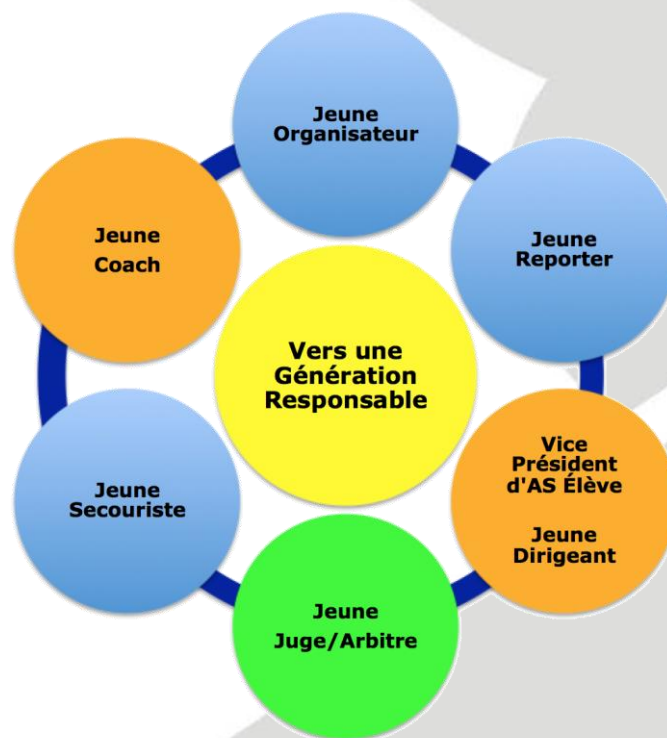 Jeune
Organisateur
Jeune
Reporter
Vice
Président
d'AS Élève
Jeune
Dirigeant
Jeune
Juge/Arbitre
Jeune
Secouriste
Jeune
Coach
Vers une
Génération
Responsable